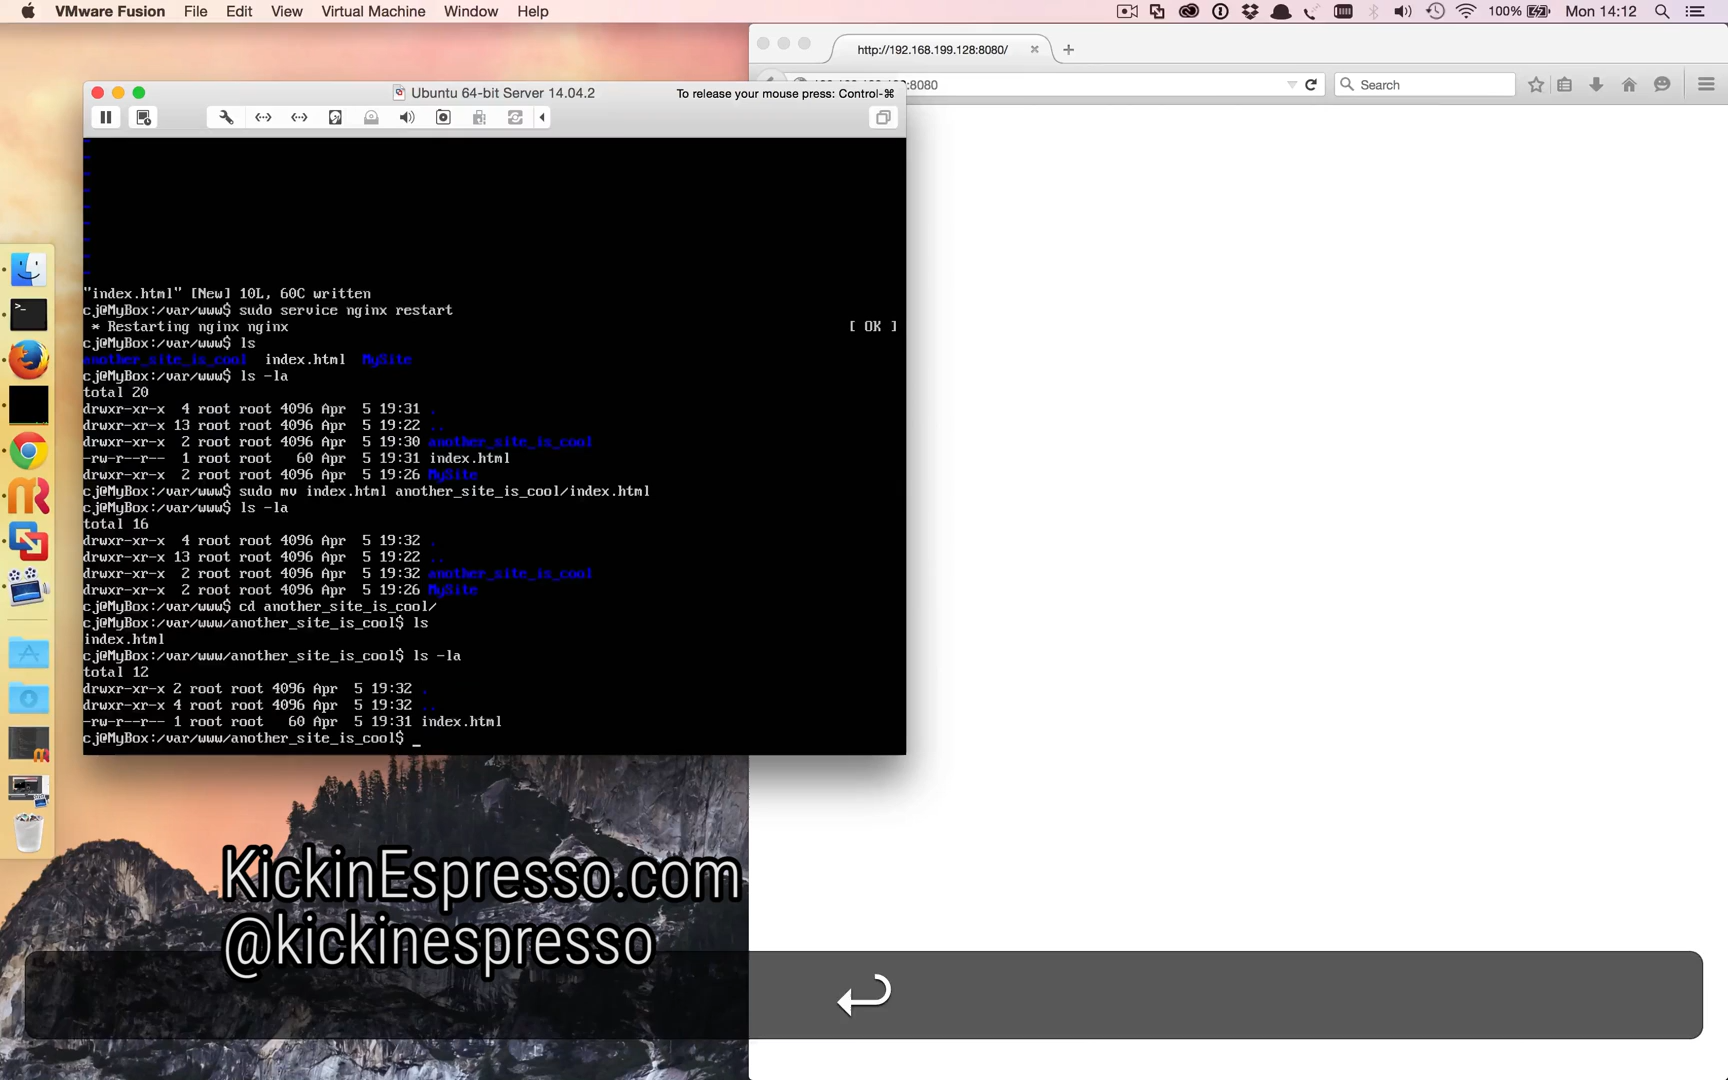 VMware Fusion File Edit View Virtual Machine Window Help 100% Mon 14:12
http://192.168.199.128:8080/
:8080 Search
Ubuntu 64-bit Server 14.04.2 To release your mouse press: Control-⌘
~
~
~
~
~
~
~
~
~
"index.html" [New] 10L, 60C written
cj@MyBox:/var/www$ sudo service nginx restart
* Restarting nginx nginx [ OK ]
cj@MyBox:/var/www$ ls
another_site_is_cool index.html MySite
cj@MyBox:/var/www$ ls -la
total 20
drwxr-xr-x 4 root root 4096 Apr 5 19:31 .
drwxr-xr-x 13 root root 4096 Apr 5 19:22 ..
drwxr-xr-x 2 root root 4096 Apr 5 19:30 another_site_is_cool
-rw-r--r-- 1 root root 60 Apr 5 19:31 index.html
drwxr-xr-x 2 root root 4096 Apr 5 19:26 MySite
cj@MyBox:/var/www$ sudo mv index.html another_site_is_cool/index.html
cj@MyBox:/var/www$ ls -la
total 16
drwxr-xr-x 4 root root 4096 Apr 5 19:32 .
drwxr-xr-x 13 root root 4096 Apr 5 19:22 ..
drwxr-xr-x 2 root root 4096 Apr 5 19:32 another_site_is_cool
drwxr-xr-x 2 root root 4096 Apr 5 19:26 MySite
cj@MyBox:/var/www$ cd another_site_is_cool/
cj@MyBox:/var/www/another_site_is_cool$ ls
index.html
cj@MyBox:/var/www/another_site_is_cool$ ls -la
total 12
drwxr-xr-x 2 root root 4096 Apr 5 19:32 .
drwxr-xr-x 4 root root 4096 Apr 5 19:32 ..
-rw-r--r-- 1 root root 60 Apr 5 19:31 index.html
cj@MyBox:/var/www/another_site_is_cool$ _
KickinEspresso.com
@kickinespresso